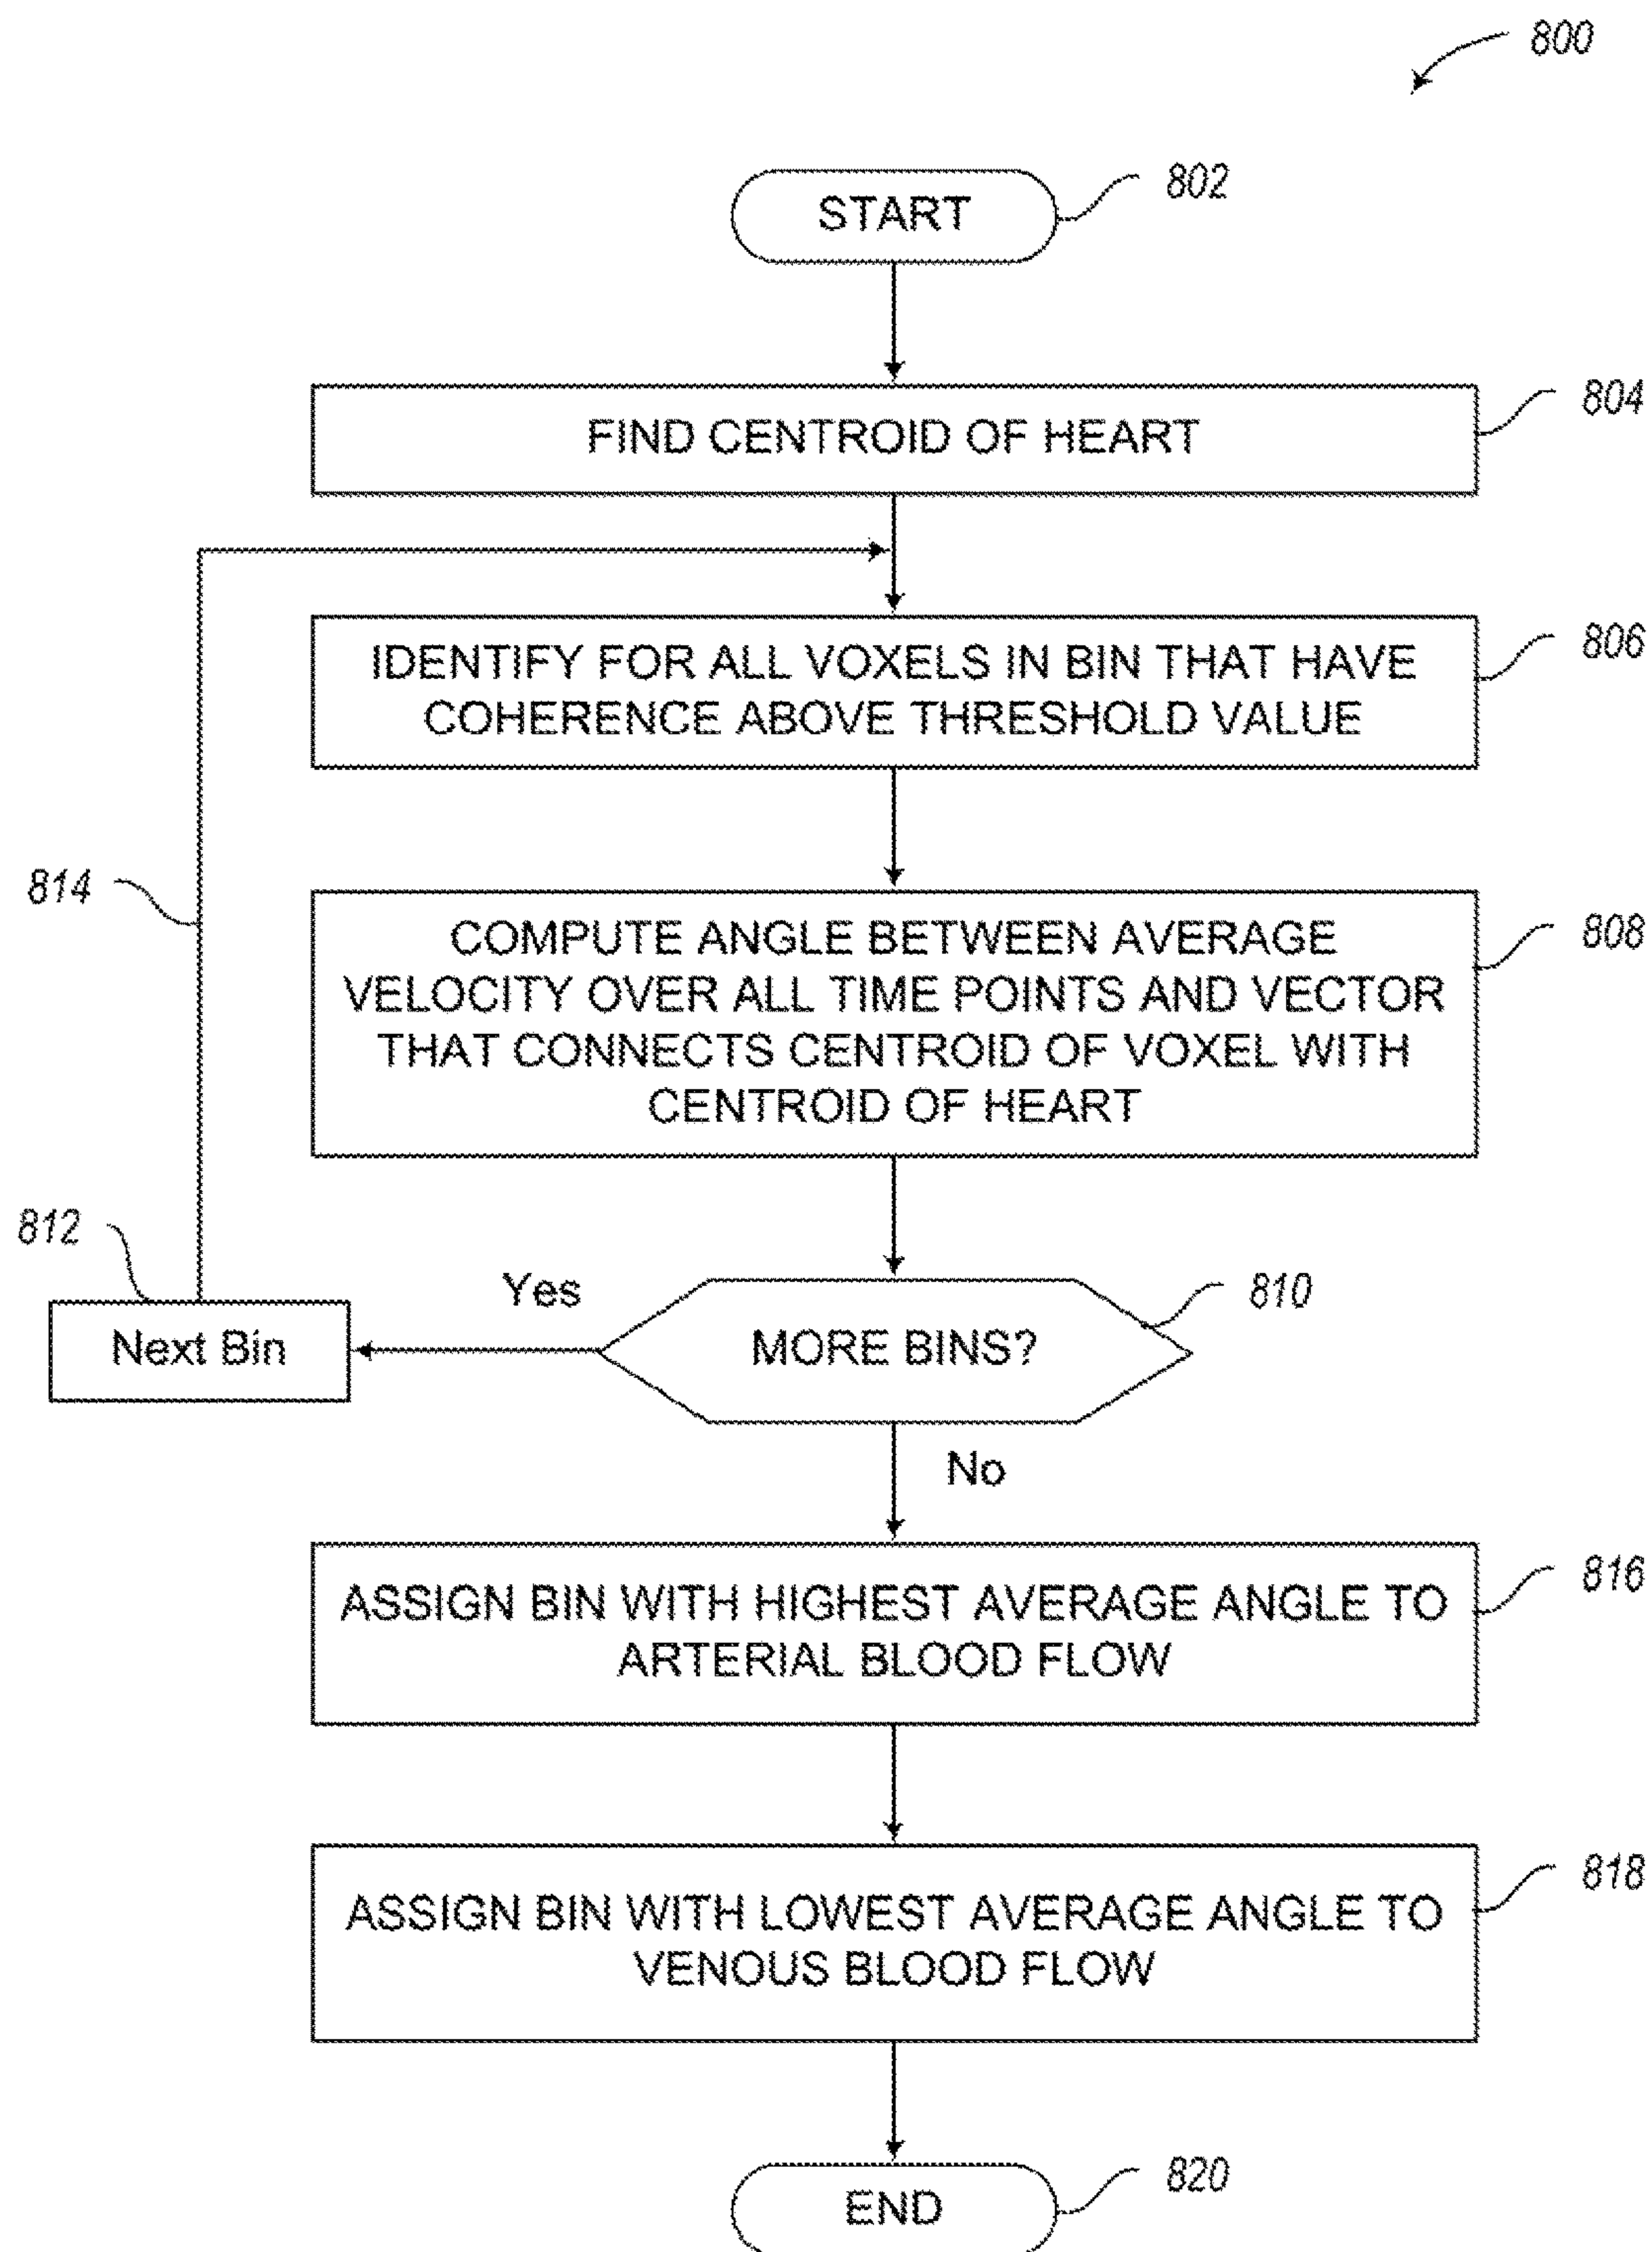 800
START
802
FIND CENTROID OF HEART
804
IDENTIFY FOR ALL VOXELS IN BIN THAT HAVE
COHERENCE ABOVE THRESHOLD VALUE
806
COMPUTE ANGLE BETWEEN AVERAGE
VELOCITY OVER ALL TIME POINTS AND VECTOR
THAT CONNECTS CENTROID OF VOXEL WITH
CENTROID OF HEART
808
814
812
Next Bin
Yes
MORE BINS?
810
No
ASSIGN BIN WITH HIGHEST AVERAGE ANGLE TO
ARTERIAL BLOOD FLOW
816
ASSIGN BIN WITH LOWEST AVERAGE ANGLE TO
VENOUS BLOOD FLOW
818
END
820